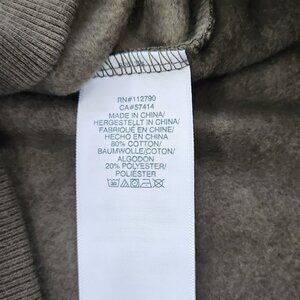 RN#112790
CA#57414
MADE IN CHINA/
HERGESTELLT IN CHINA/
FABRIQUÉ EN CHINE/
HECHO EN CHINA
80% COTTON/
BAUMWOLLE/COTON/
ALGODÓN
20% POLYESTER/
POLIÉSTER